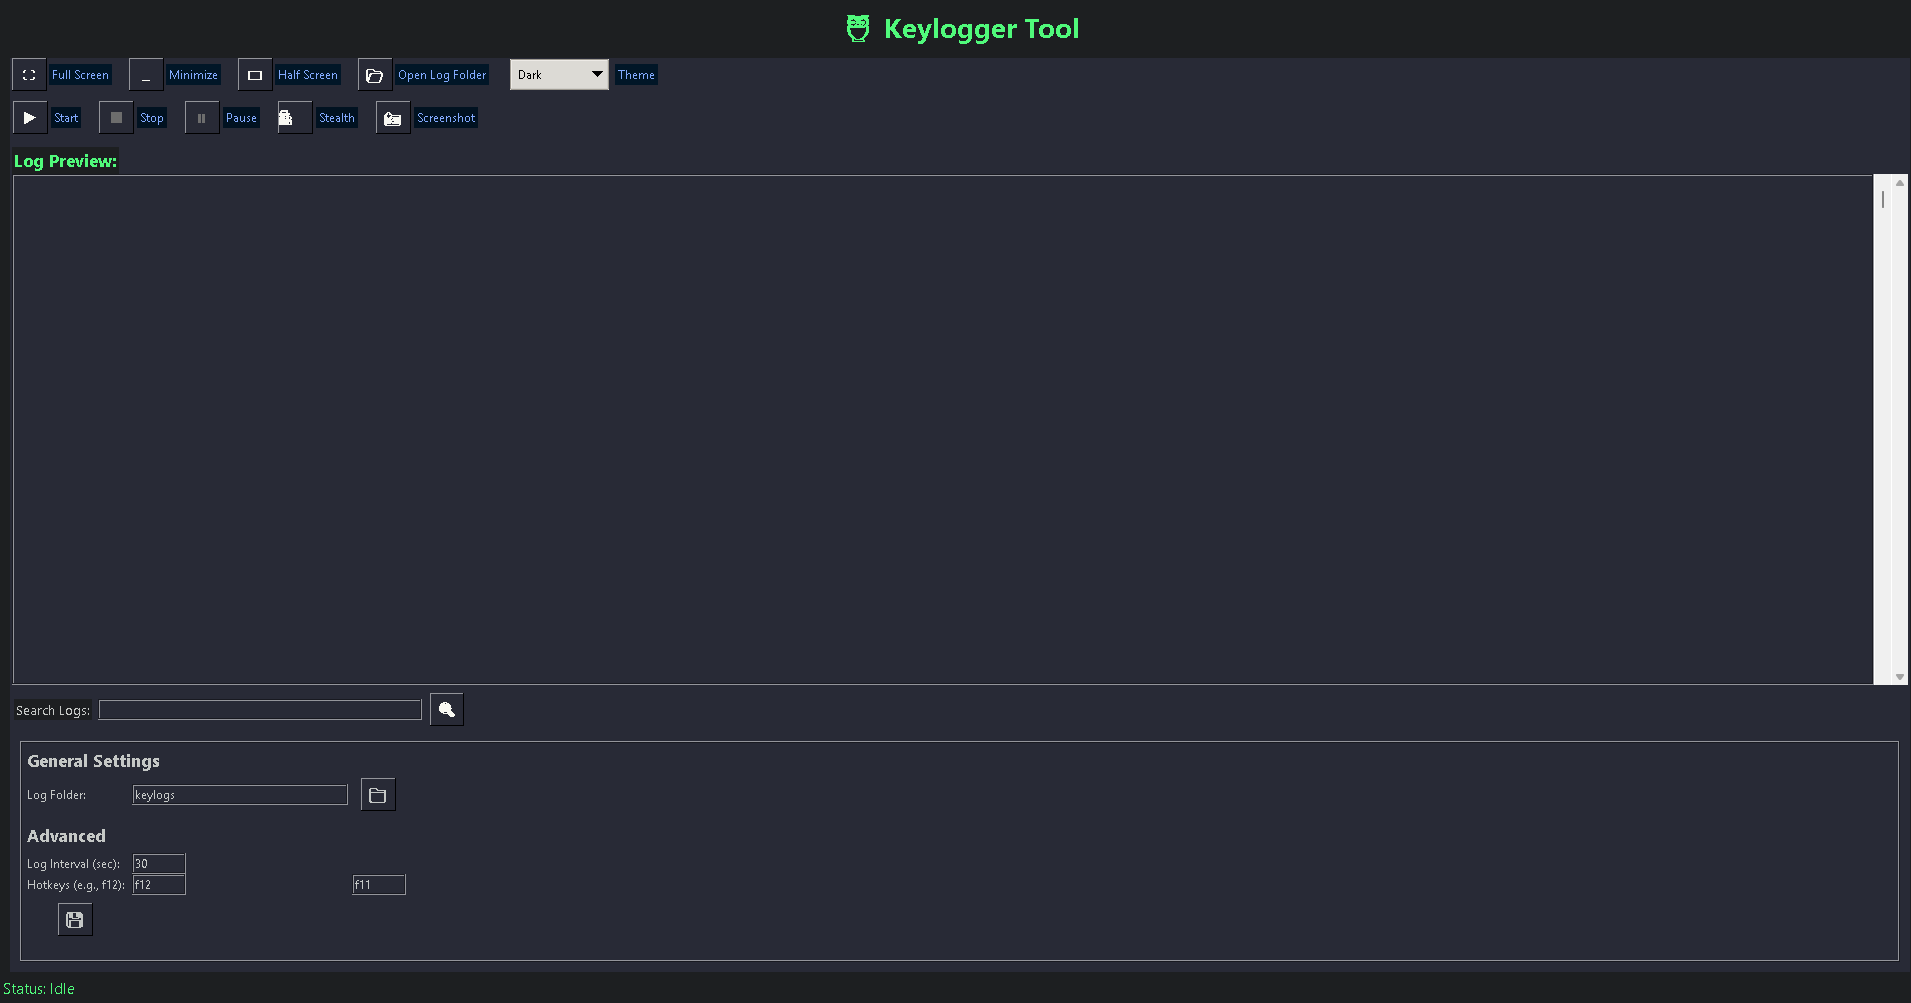 Keylogger Tool
Full Screen Minimize Half Screen Open Log Folder Dark Theme
Start Stop Pause Stealth Screenshot
Log Preview:
Search Logs:
General Settings
Log Folder: keylogs
Advanced
Log Interval (sec): 30
Hotkeys (e.g., f12): f12 f11
Status: Idle